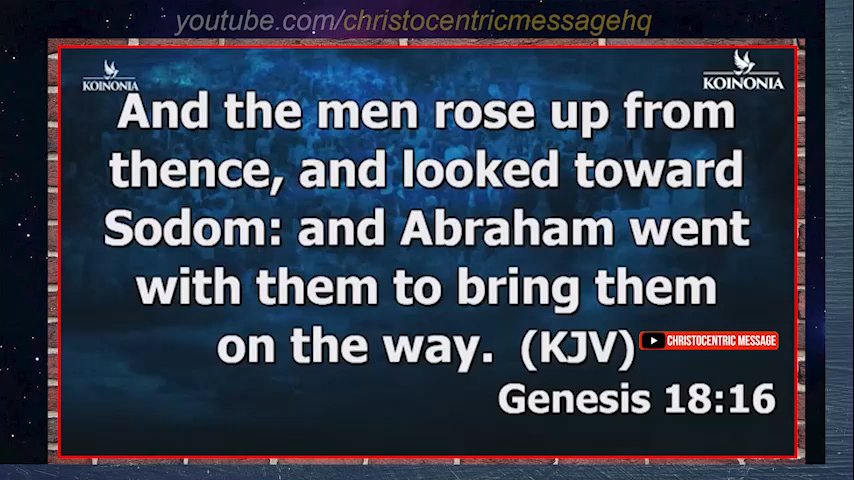 youtube.com/christocentricmessagehq
KOINONIA
KOINONIA
And the men rose up from
thence, and looked toward
Sodom: and Abraham went
with them to bring them
on the way. (KJV)
CHRISTOCENTRIC MESSAGE
Genesis 18:16